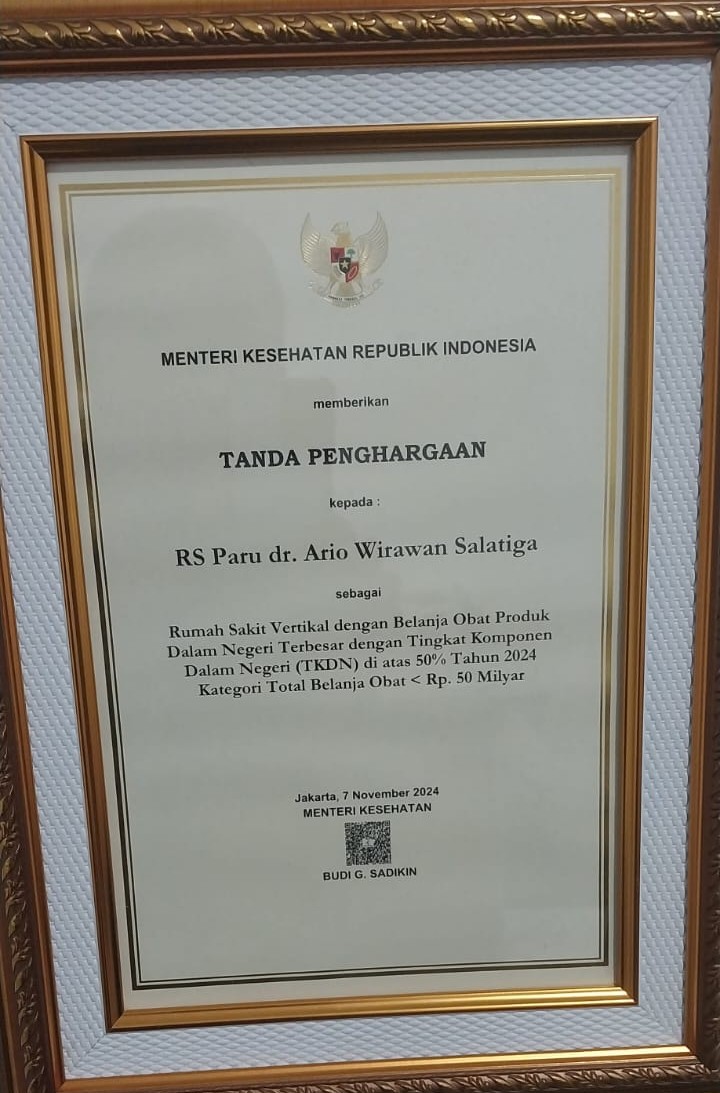 MENTERI KESEHATAN REPUBLIK INDONESIA
memberikan
TANDA PENGHARGAAN
kepada :
RS Paru dr. Ario Wirawan Salatiga
sebagai
Rumah Sakit Vertikal dengan Belanja Obat Produk
Dalam Negeri Terbesar dengan Tingkat Komponen
Dalam Negeri (TKDN) di atas 50% Tahun 2024
Kategori Total Belanja Obat < Rp. 50 Milyar
Jakarta, 7 November 2024
MENTERI KESEHATAN
BUDI G. SADIKIN